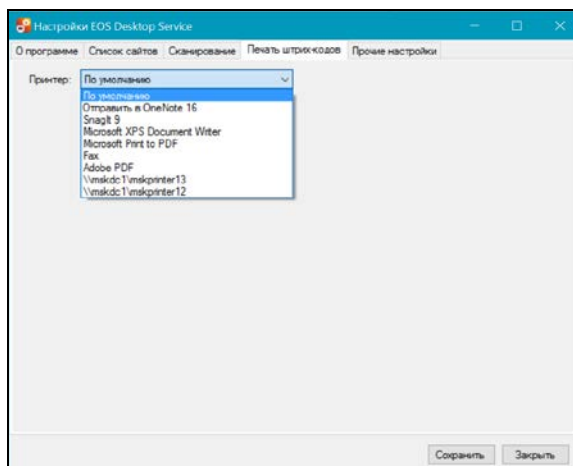 Настройки EOS Desktop Service
О программе Список сайтов Сканирование Печать штрих-кодов Прочие настройки
Принтер: По умолчанию
По умолчанию
Отправить в OneNote 16
SnagIt 9
Microsoft XPS Document Writer
Microsoft Print to PDF
Fax
Adobe PDF
\\mskdc1\mskprinter13
\\mskdc1\mskprinter12
Сохранить Закрыть